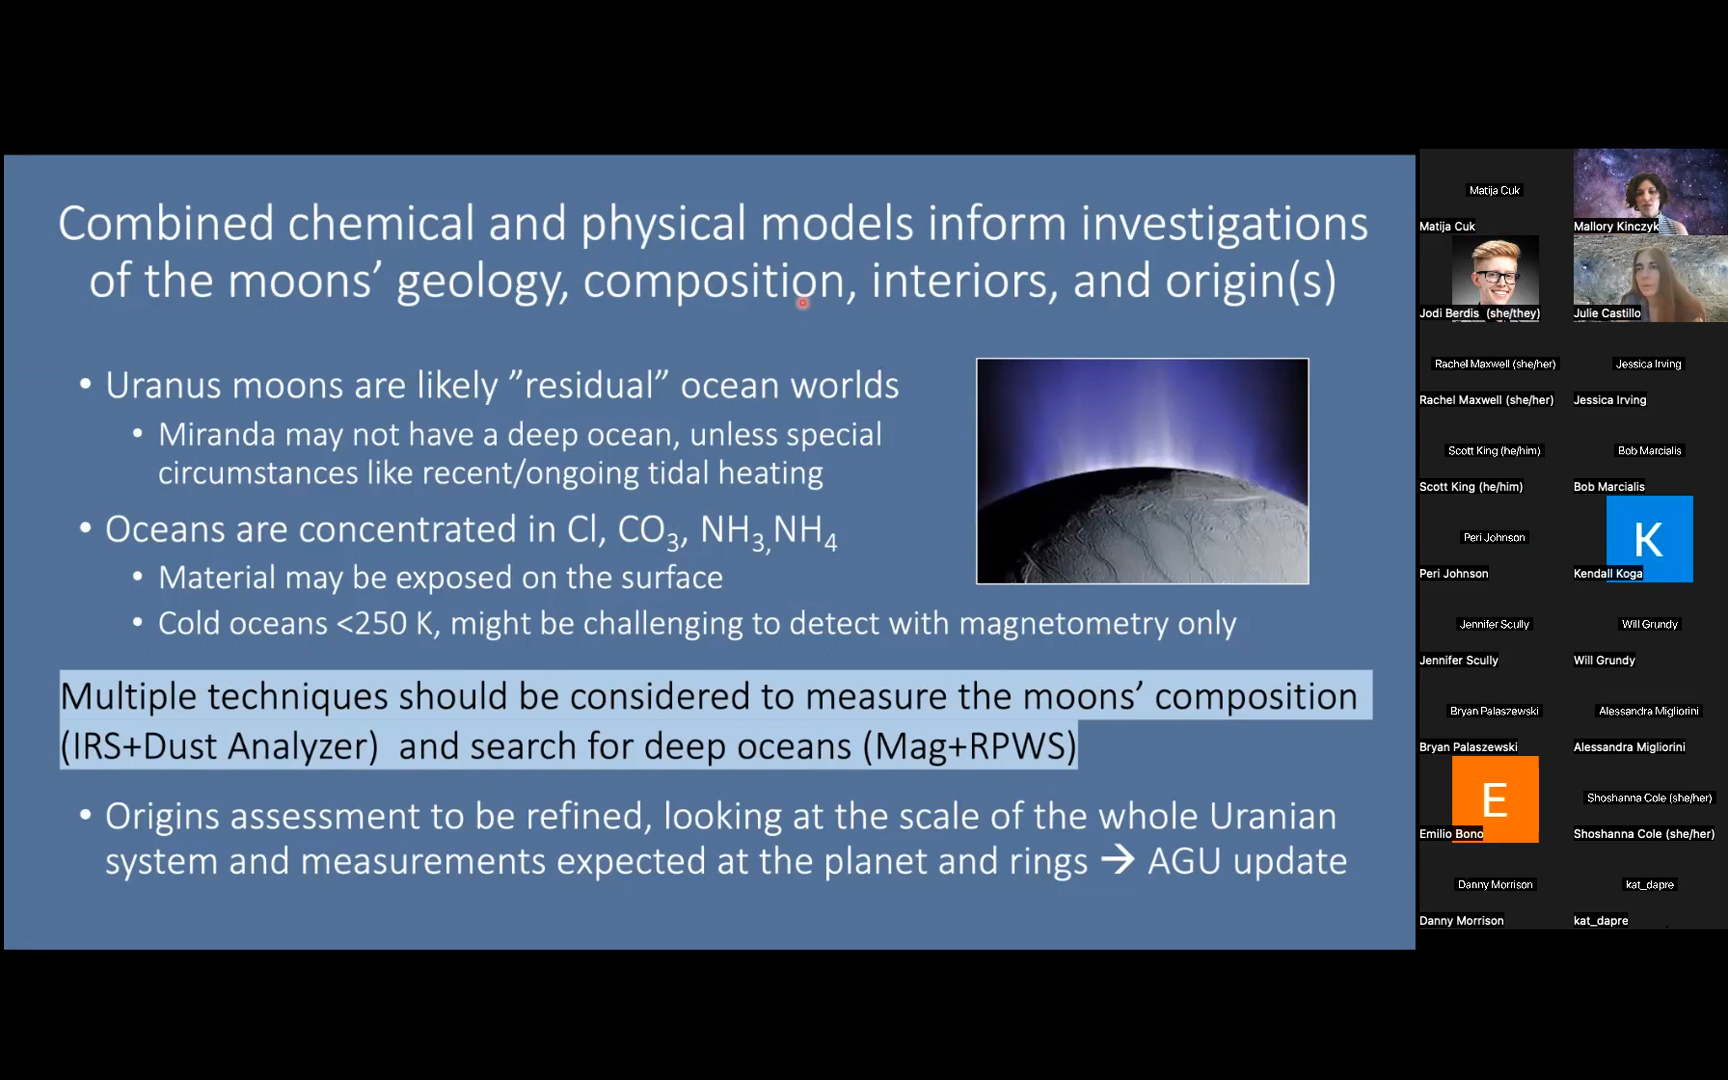 Combined chemical and physical models inform investigations
of the moons’ geology, composition, interiors, and origin(s)
• Uranus moons are likely ”residual” ocean worlds
• Miranda may not have a deep ocean, unless special
circumstances like recent/ongoing tidal heating
• Oceans are concentrated in Cl, CO3, NH3,NH4
• Material may be exposed on the surface
• Cold oceans <250 K, might be challenging to detect with magnetometry only
Multiple techniques should be considered to measure the moons’ composition
(IRS+Dust Analyzer) and search for deep oceans (Mag+RPWS)
• Origins assessment to be refined, looking at the scale of the whole Uranian
system and measurements expected at the planet and rings → AGU update
Matija Cuk
Matija Cuk
Mallory Kinczyk
Jodi Berdis (she/they)
Julie Castillo
Rachel Maxwell (she/her)
Jessica Irving
Rachel Maxwell (she/her)
Jessica Irving
Scott King (he/him)
Bob Marcialis
Scott King (he/him)
Bob Marcialis
Peri Johnson
K
Peri Johnson
Kendall Koga
Jennifer Scully
Will Grundy
Jennifer Scully
Will Grundy
Bryan Palaszewski
Alessandra Migliorini
Bryan Palaszewski
Alessandra Migliorini
E
Shoshanna Cole (she/her)
Emilio Bono
Shoshanna Cole (she/her)
Danny Morrison
kat_dapre
Danny Morrison
kat_dapre